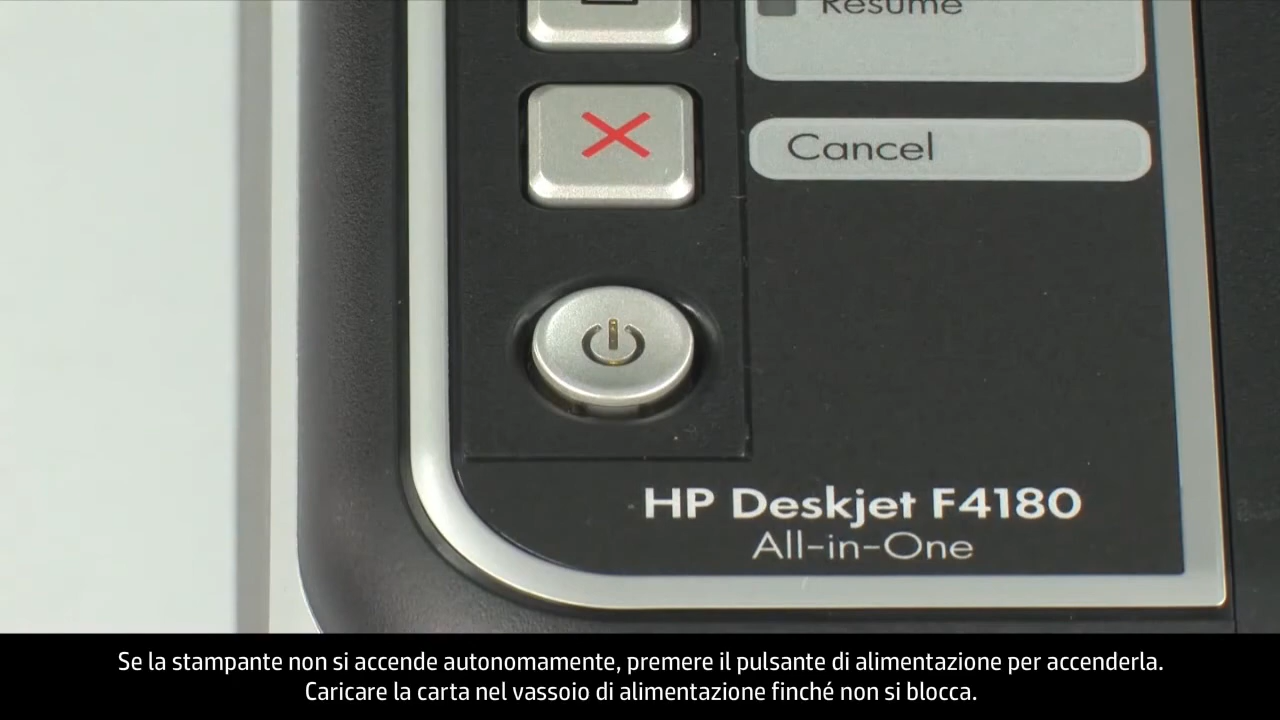 Resume
Cancel
HP Deskjet F4180
All-in-One
Se la stampante non si accende autonomamente, premere il pulsante di alimentazione per accenderla.
Caricare la carta nel vassoio di alimentazione finché non si blocca.